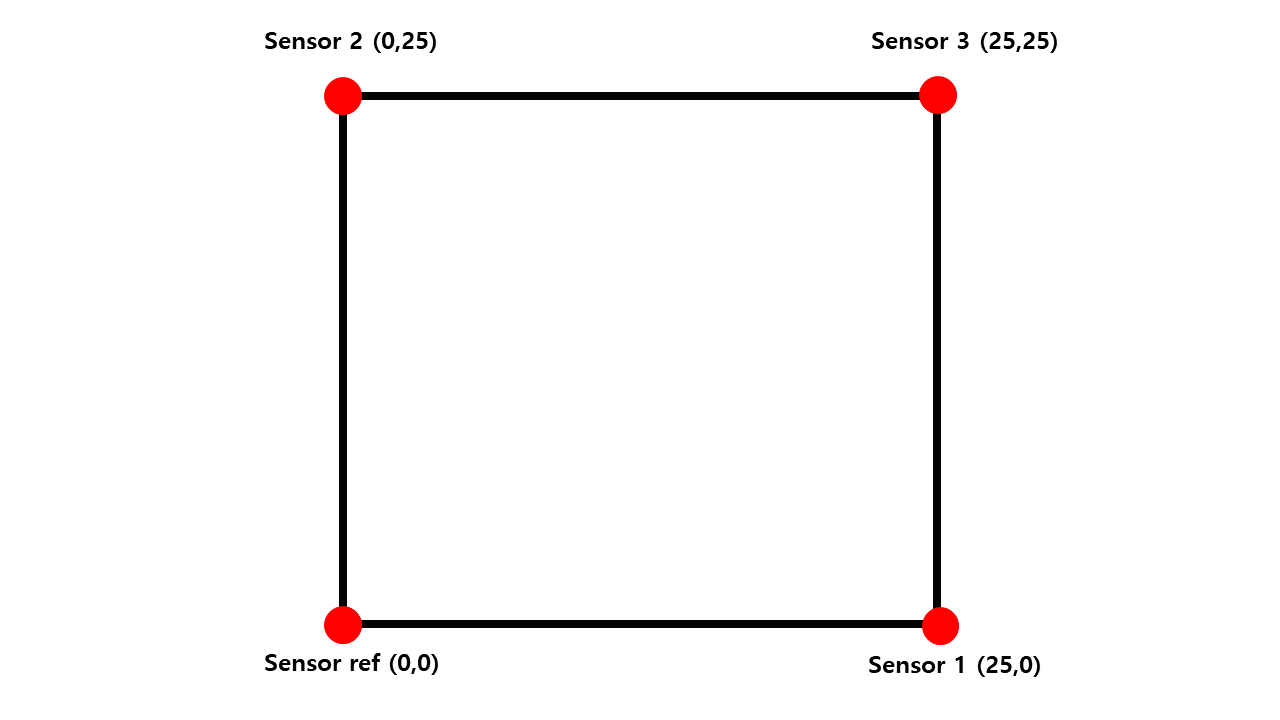 Sensor 2 (0,25)
Sensor 3 (25,25)
Sensor ref (0,0)
Sensor 1 (25,0)